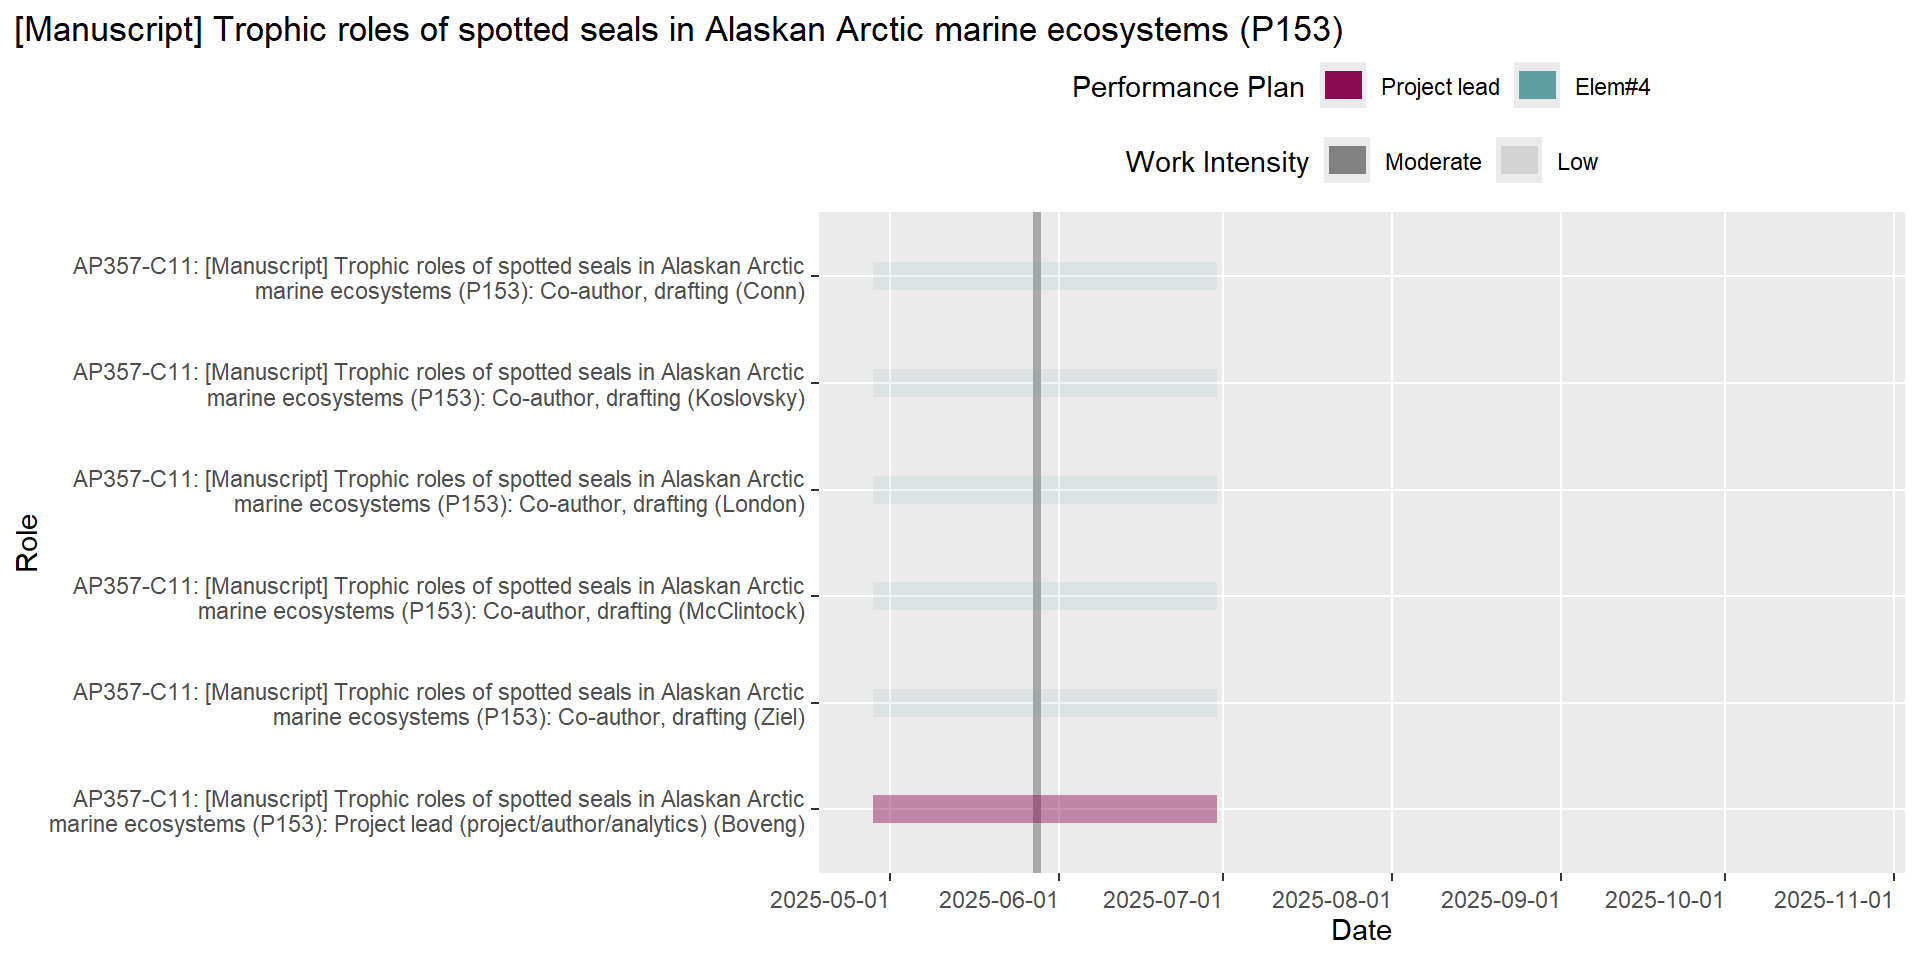 [Manuscript] Trophic roles of spotted seals in Alaskan Arctic marine ecosystems (P153)
Performance Plan Project lead Elem#4
Work Intensity Moderate Low
AP357-C11: [Manuscript] Trophic roles of spotted seals in Alaskan Arctic
marine ecosystems (P153): Co-author, drafting (Conn)
AP357-C11: [Manuscript] Trophic roles of spotted seals in Alaskan Arctic
marine ecosystems (P153): Co-author, drafting (Koslovsky)
AP357-C11: [Manuscript] Trophic roles of spotted seals in Alaskan Arctic
marine ecosystems (P153): Co-author, drafting (London)
AP357-C11: [Manuscript] Trophic roles of spotted seals in Alaskan Arctic
marine ecosystems (P153): Co-author, drafting (McClintock)
AP357-C11: [Manuscript] Trophic roles of spotted seals in Alaskan Arctic
marine ecosystems (P153): Co-author, drafting (Ziel)
AP357-C11: [Manuscript] Trophic roles of spotted seals in Alaskan Arctic
marine ecosystems (P153): Project lead (project/author/analytics) (Boveng)
Role
2025-05-01 2025-06-01 2025-07-01 2025-08-01 2025-09-01 2025-10-01 2025-11-01
Date